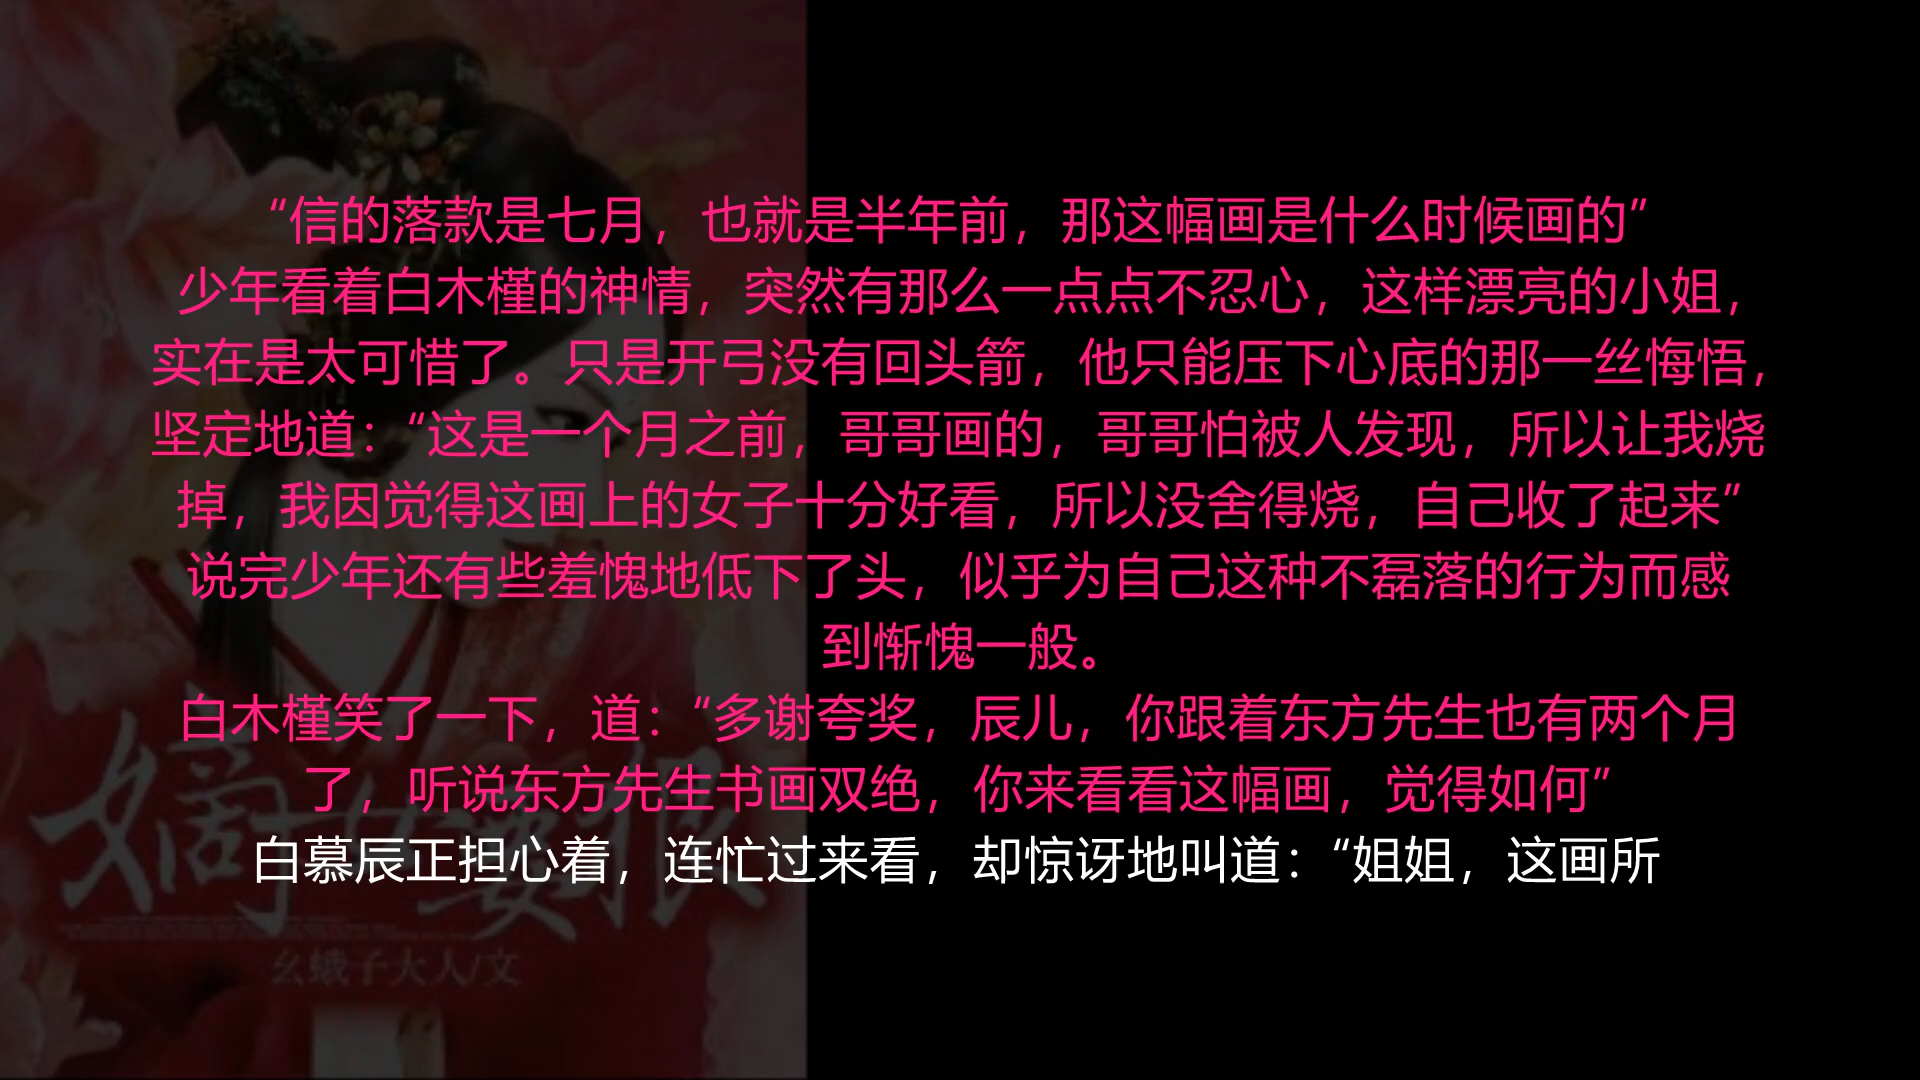 “信的落款是七月，也就是半年前，那这幅画是什么时候画的”
少年看着白木槿的神情，突然有那么一点点不忍心，这样漂亮的小姐，
实在是太可惜了。只是开弓没有回头箭，他只能压下心底的那一丝悔悟，
坚定地道：“这是一个月之前，哥哥画的，哥哥怕被人发现，所以让我烧
掉，我因觉得这画上的女子十分好看，所以没舍得烧，自己收了起来”
说完少年还有些羞愧地低下了头，似乎为自己这种不磊落的行为而感
到惭愧一般。
白木槿笑了一下，道：“多谢夸奖，辰儿，你跟着东方先生也有两个月
了，听说东方先生书画双绝，你来看看这幅画，觉得如何”
白慕辰正担心着，连忙过来看，却惊讶地叫道：“姐姐，这画所
嫡女要狠
幺蛾子大人/文